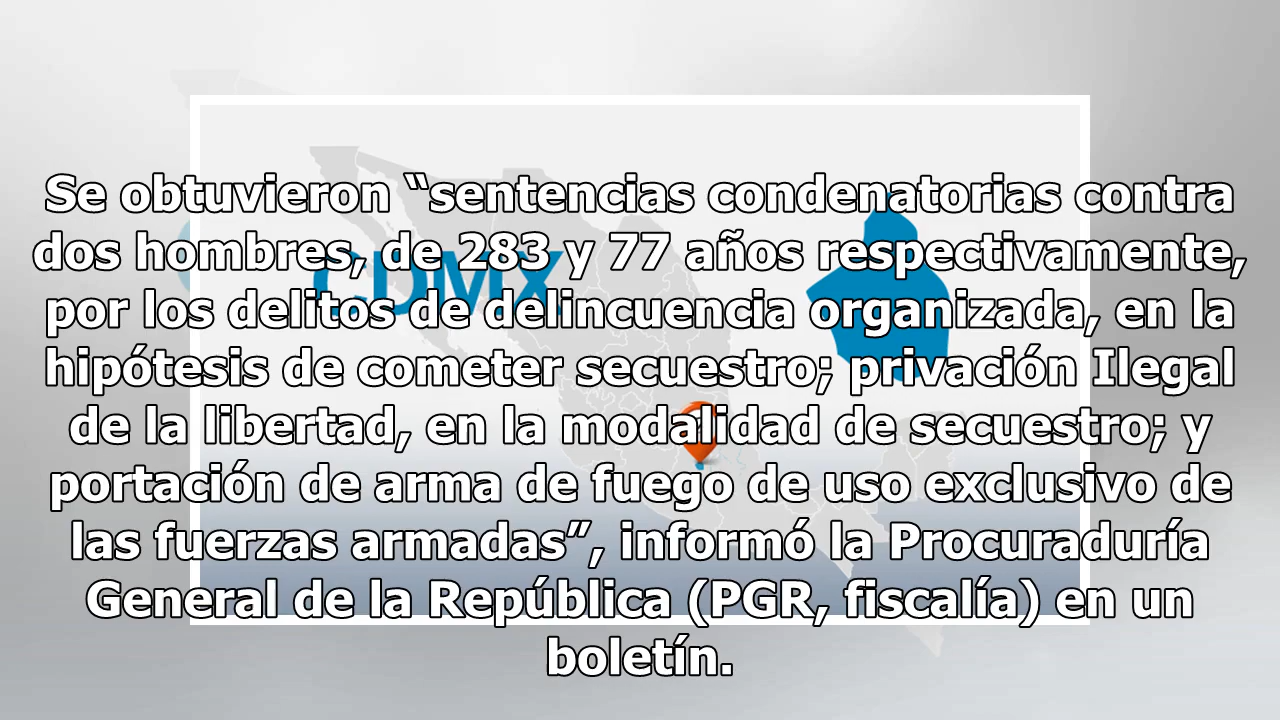 Se obtuvieron “sentencias condenatorias contra
dos hombres, de 283 y 77 años respectivamente,
por los delitos de delincuencia organizada, en la
hipótesis de cometer secuestro; privación Ilegal
de la libertad, en la modalidad de secuestro; y
portación de arma de fuego de uso exclusivo de
las fuerzas armadas”, informó la Procuraduría
General de la República (PGR, fiscalía) en un
boletín.
CDMX